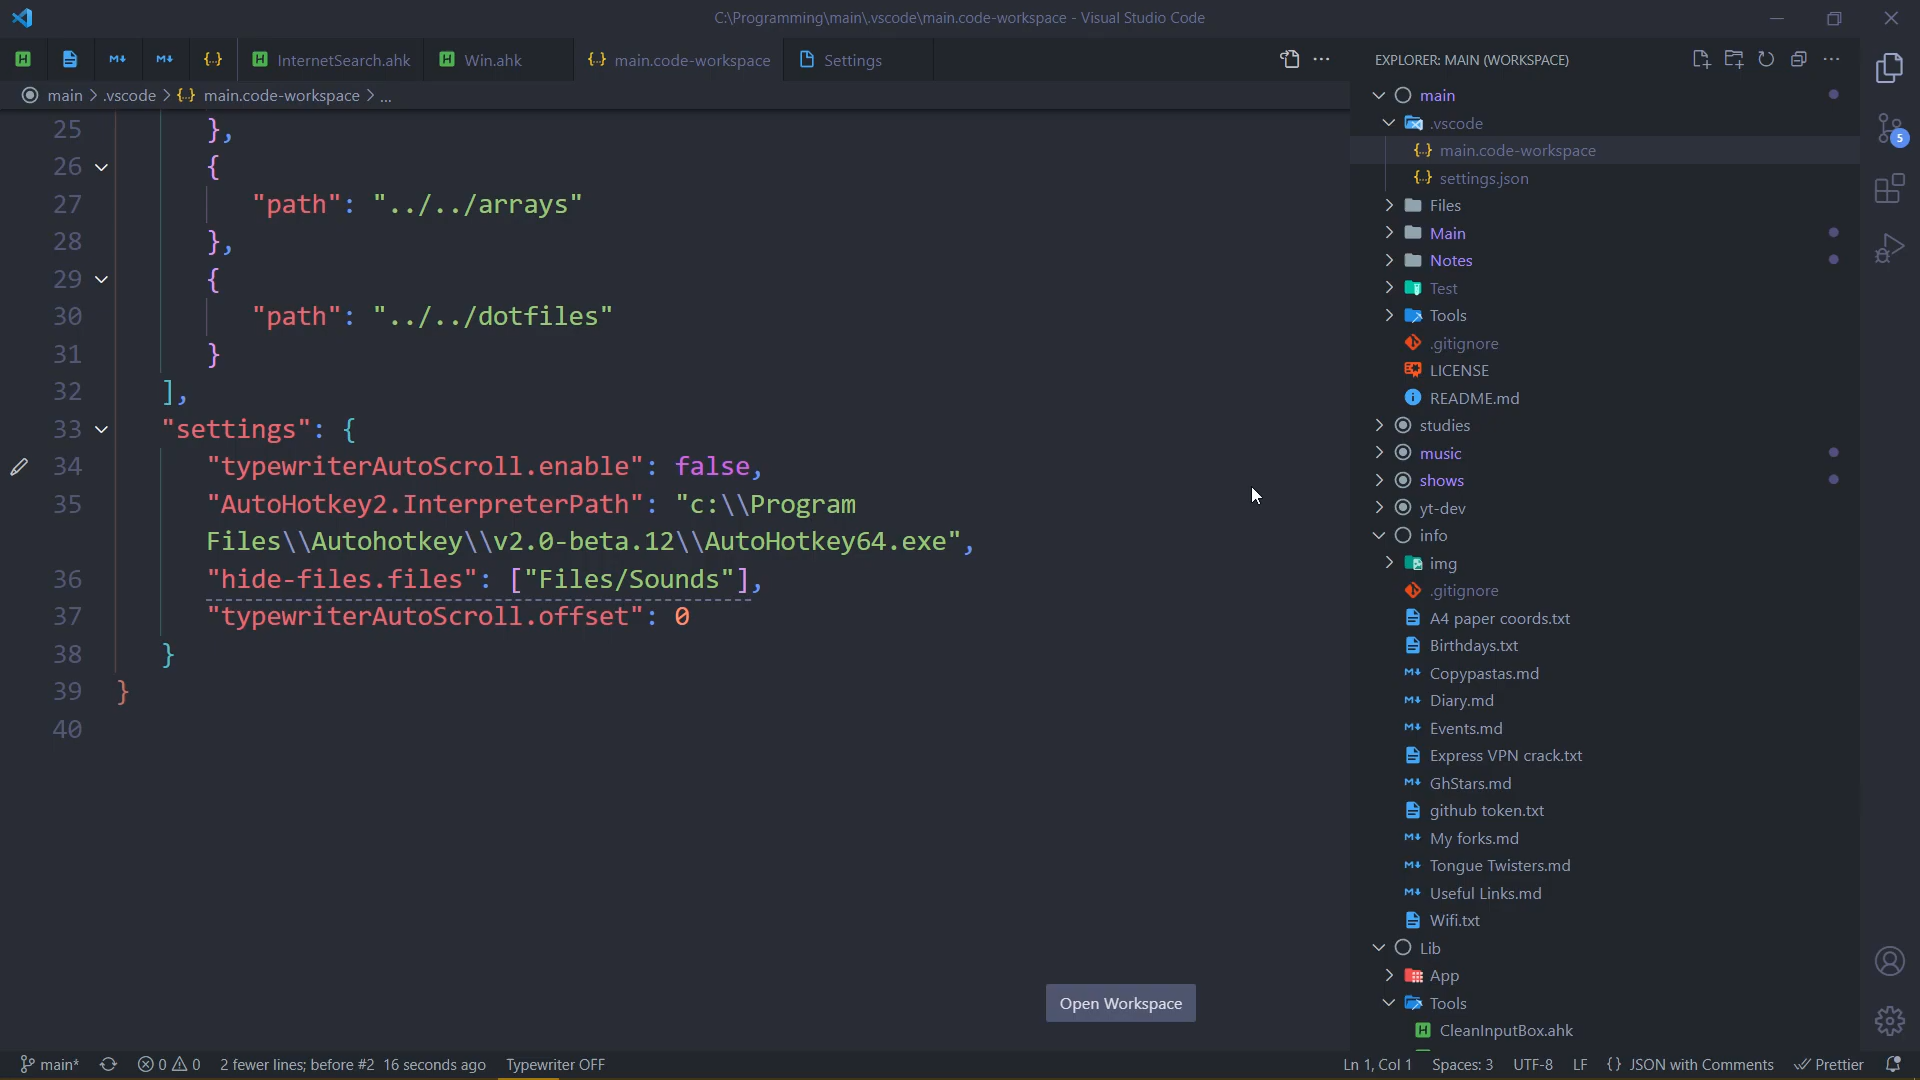 C:\Programming\main\.vscode\main.code-workspace - Visual Studio Code
InternetSearch.ahk
Win.ahk
main.code-workspace
Settings
main > .vscode > {..} main.code-workspace > ...
25 },
26 {
27 "path": "../../arrays"
28 },
29 {
30 "path": "../../dotfiles"
31 }
32 ],
33 "settings": {
34 "typewriterAutoScroll.enable": false,
35 "AutoHotkey2.InterpreterPath": "c:\\Program
Files\\Autohotkey\\v2.0-beta.12\\AutoHotkey64.exe",
36 "hide-files.files": ["Files/Sounds"],
37 "typewriterAutoScroll.offset": 0
38 }
39 }
40
Open Workspace
EXPLORER: MAIN (WORKSPACE)
main
.vscode
main.code-workspace
settings.json
Files
Main
Notes
Test
Tools
.gitignore
LICENSE
README.md
studies
music
shows
yt-dev
info
img
.gitignore
A4 paper coords.txt
Birthdays.txt
Copypastas.md
Diary.md
Events.md
Express VPN crack.txt
GhStars.md
github token.txt
My forks.md
Tongue Twisters.md
Useful Links.md
Wifi.txt
Lib
App
Tools
CleanInputBox.ahk
5
main* 0 0 2 fewer lines; before #2 16 seconds ago Typewriter OFF
Ln 1, Col 1 Spaces: 3 UTF-8 LF {} JSON with Comments Prettier